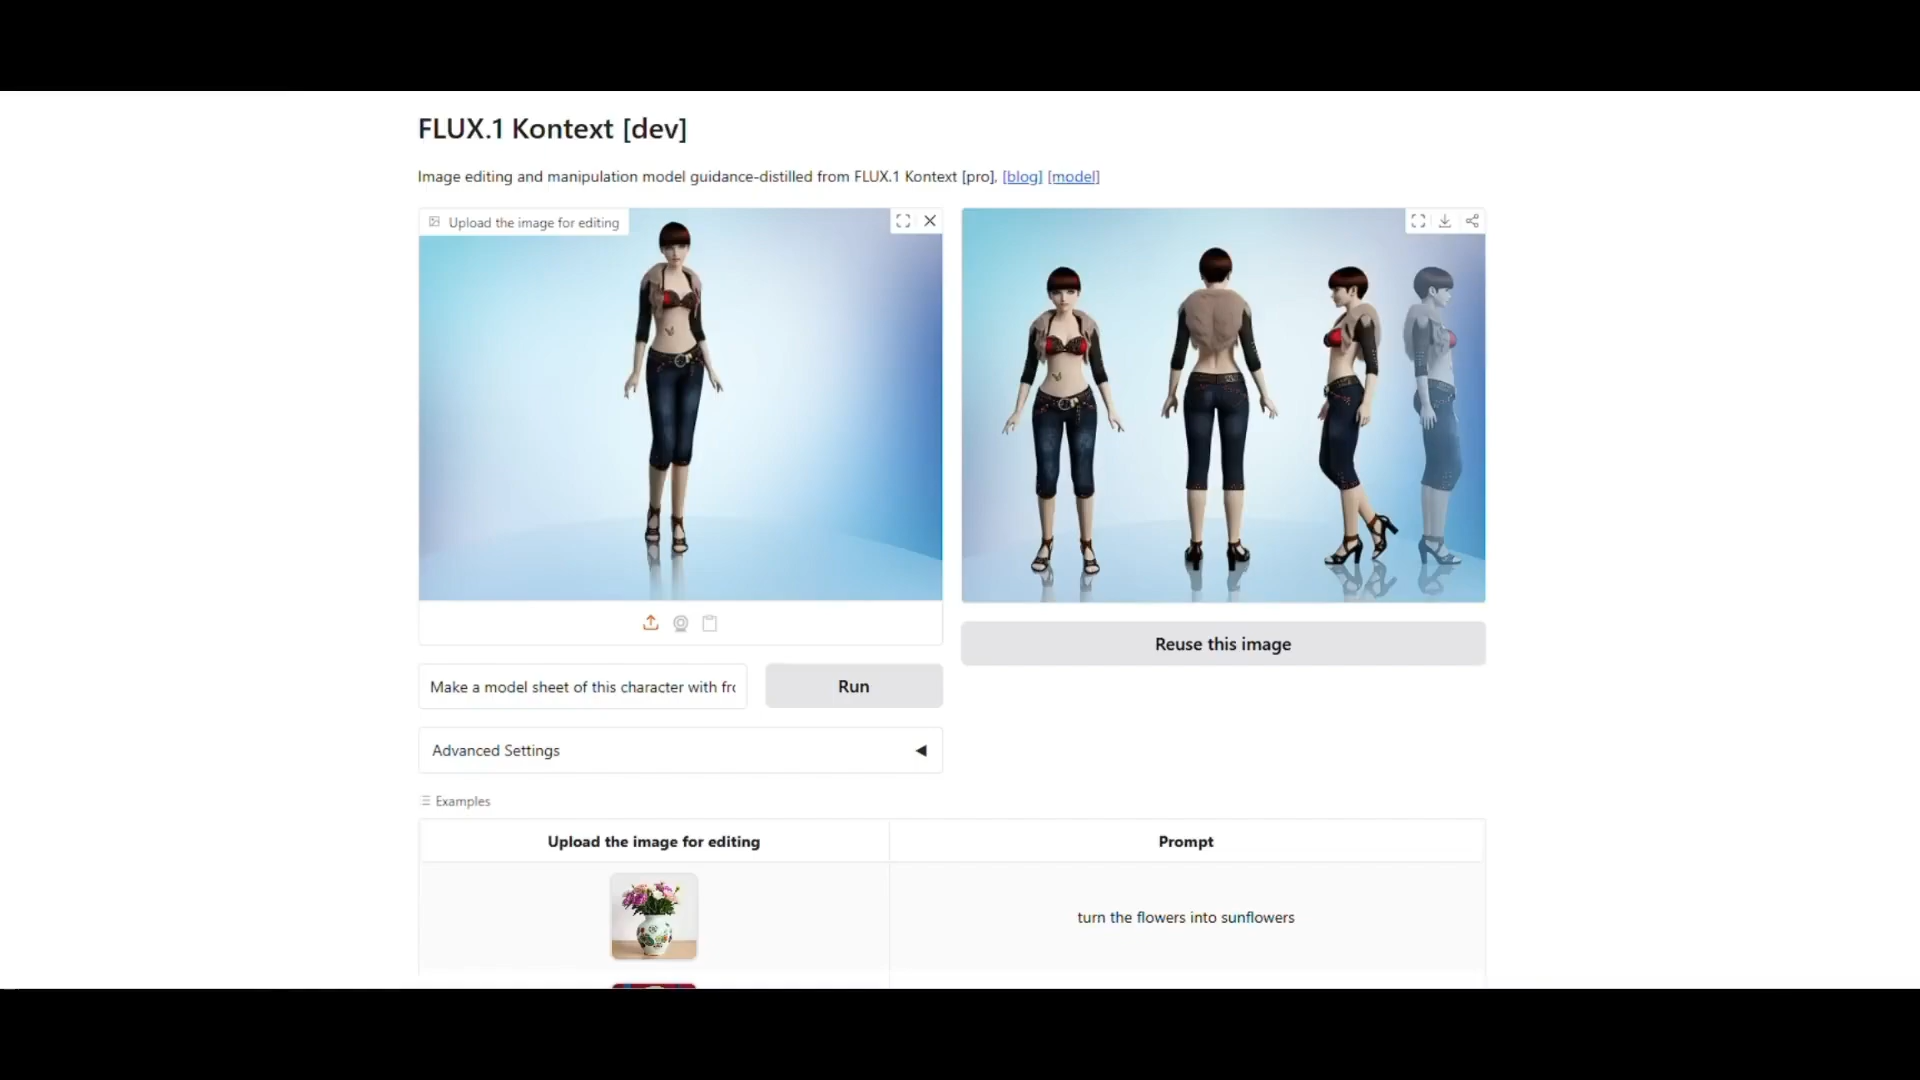 FLUX.1 Kontext [dev]
Image editing and manipulation model guidance-distilled from FLUX.1 Kontext [pro], [blog] [model]
Upload the image for editing
Reuse this image
Make a model sheet of this character with fro
Run
Advanced Settings
Examples
Upload the image for editing
Prompt
turn the flowers into sunflowers